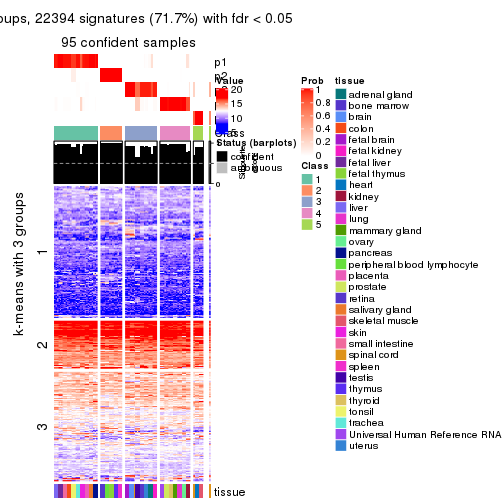 oups, 22394 signatures (71.7%) with fdr < 0.05
95 confident samples
p1
Value
20
15
10
5
Class
Status (barplots)
confident
ambiguous
0
k-means with 3 groups
1
2
3
tissue
Prob
1
0.8
0.6
0.4
0.2
0
Class
1
2
3
4
5
tissue
adrenal gland
bone marrow
brain
colon
fetal brain
fetal kidney
fetal liver
fetal thymus
heart
kidney
liver
lung
mammary gland
ovary
pancreas
peripheral blood lymphocyte
placenta
prostate
retina
salivary gland
skeletal muscle
skin
small intestine
spinal cord
spleen
testis
thymus
thyroid
tonsil
trachea
Universal Human Reference RNA
uterus